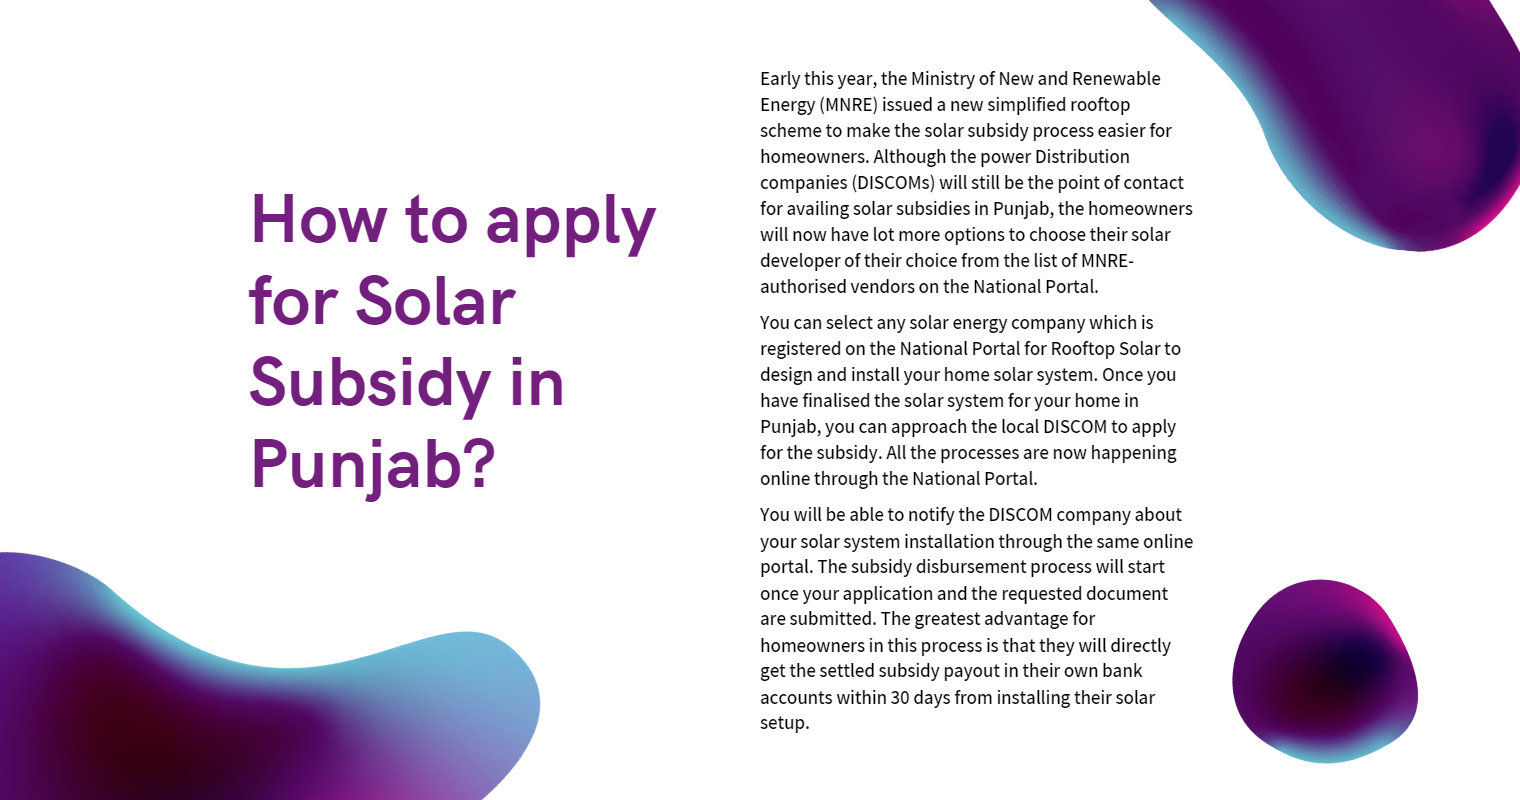 How to apply
for Solar
Subsidy in
Punjab?
Early this year, the Ministry of New and Renewable
Energy (MNRE) issued a new simplified rooftop
scheme to make the solar subsidy process easier for
homeowners. Although the power Distribution
companies (DISCOMs) will still be the point of contact
for availing solar subsidies in Punjab, the homeowners
will now have lot more options to choose their solar
developer of their choice from the list of MNRE-
authorised vendors on the National Portal.
You can select any solar energy company which is
registered on the National Portal for Rooftop Solar to
design and install your home solar system. Once you
have finalised the solar system for your home in
Punjab, you can approach the local DISCOM to apply
for the subsidy. All the processes are now happening
online through the National Portal.
You will be able to notify the DISCOM company about
your solar system installation through the same online
portal. The subsidy disbursement process will start
once your application and the requested document
are submitted. The greatest advantage for
homeowners in this process is that they will directly
get the settled subsidy payout in their own bank
accounts within 30 days from installing their solar
setup.